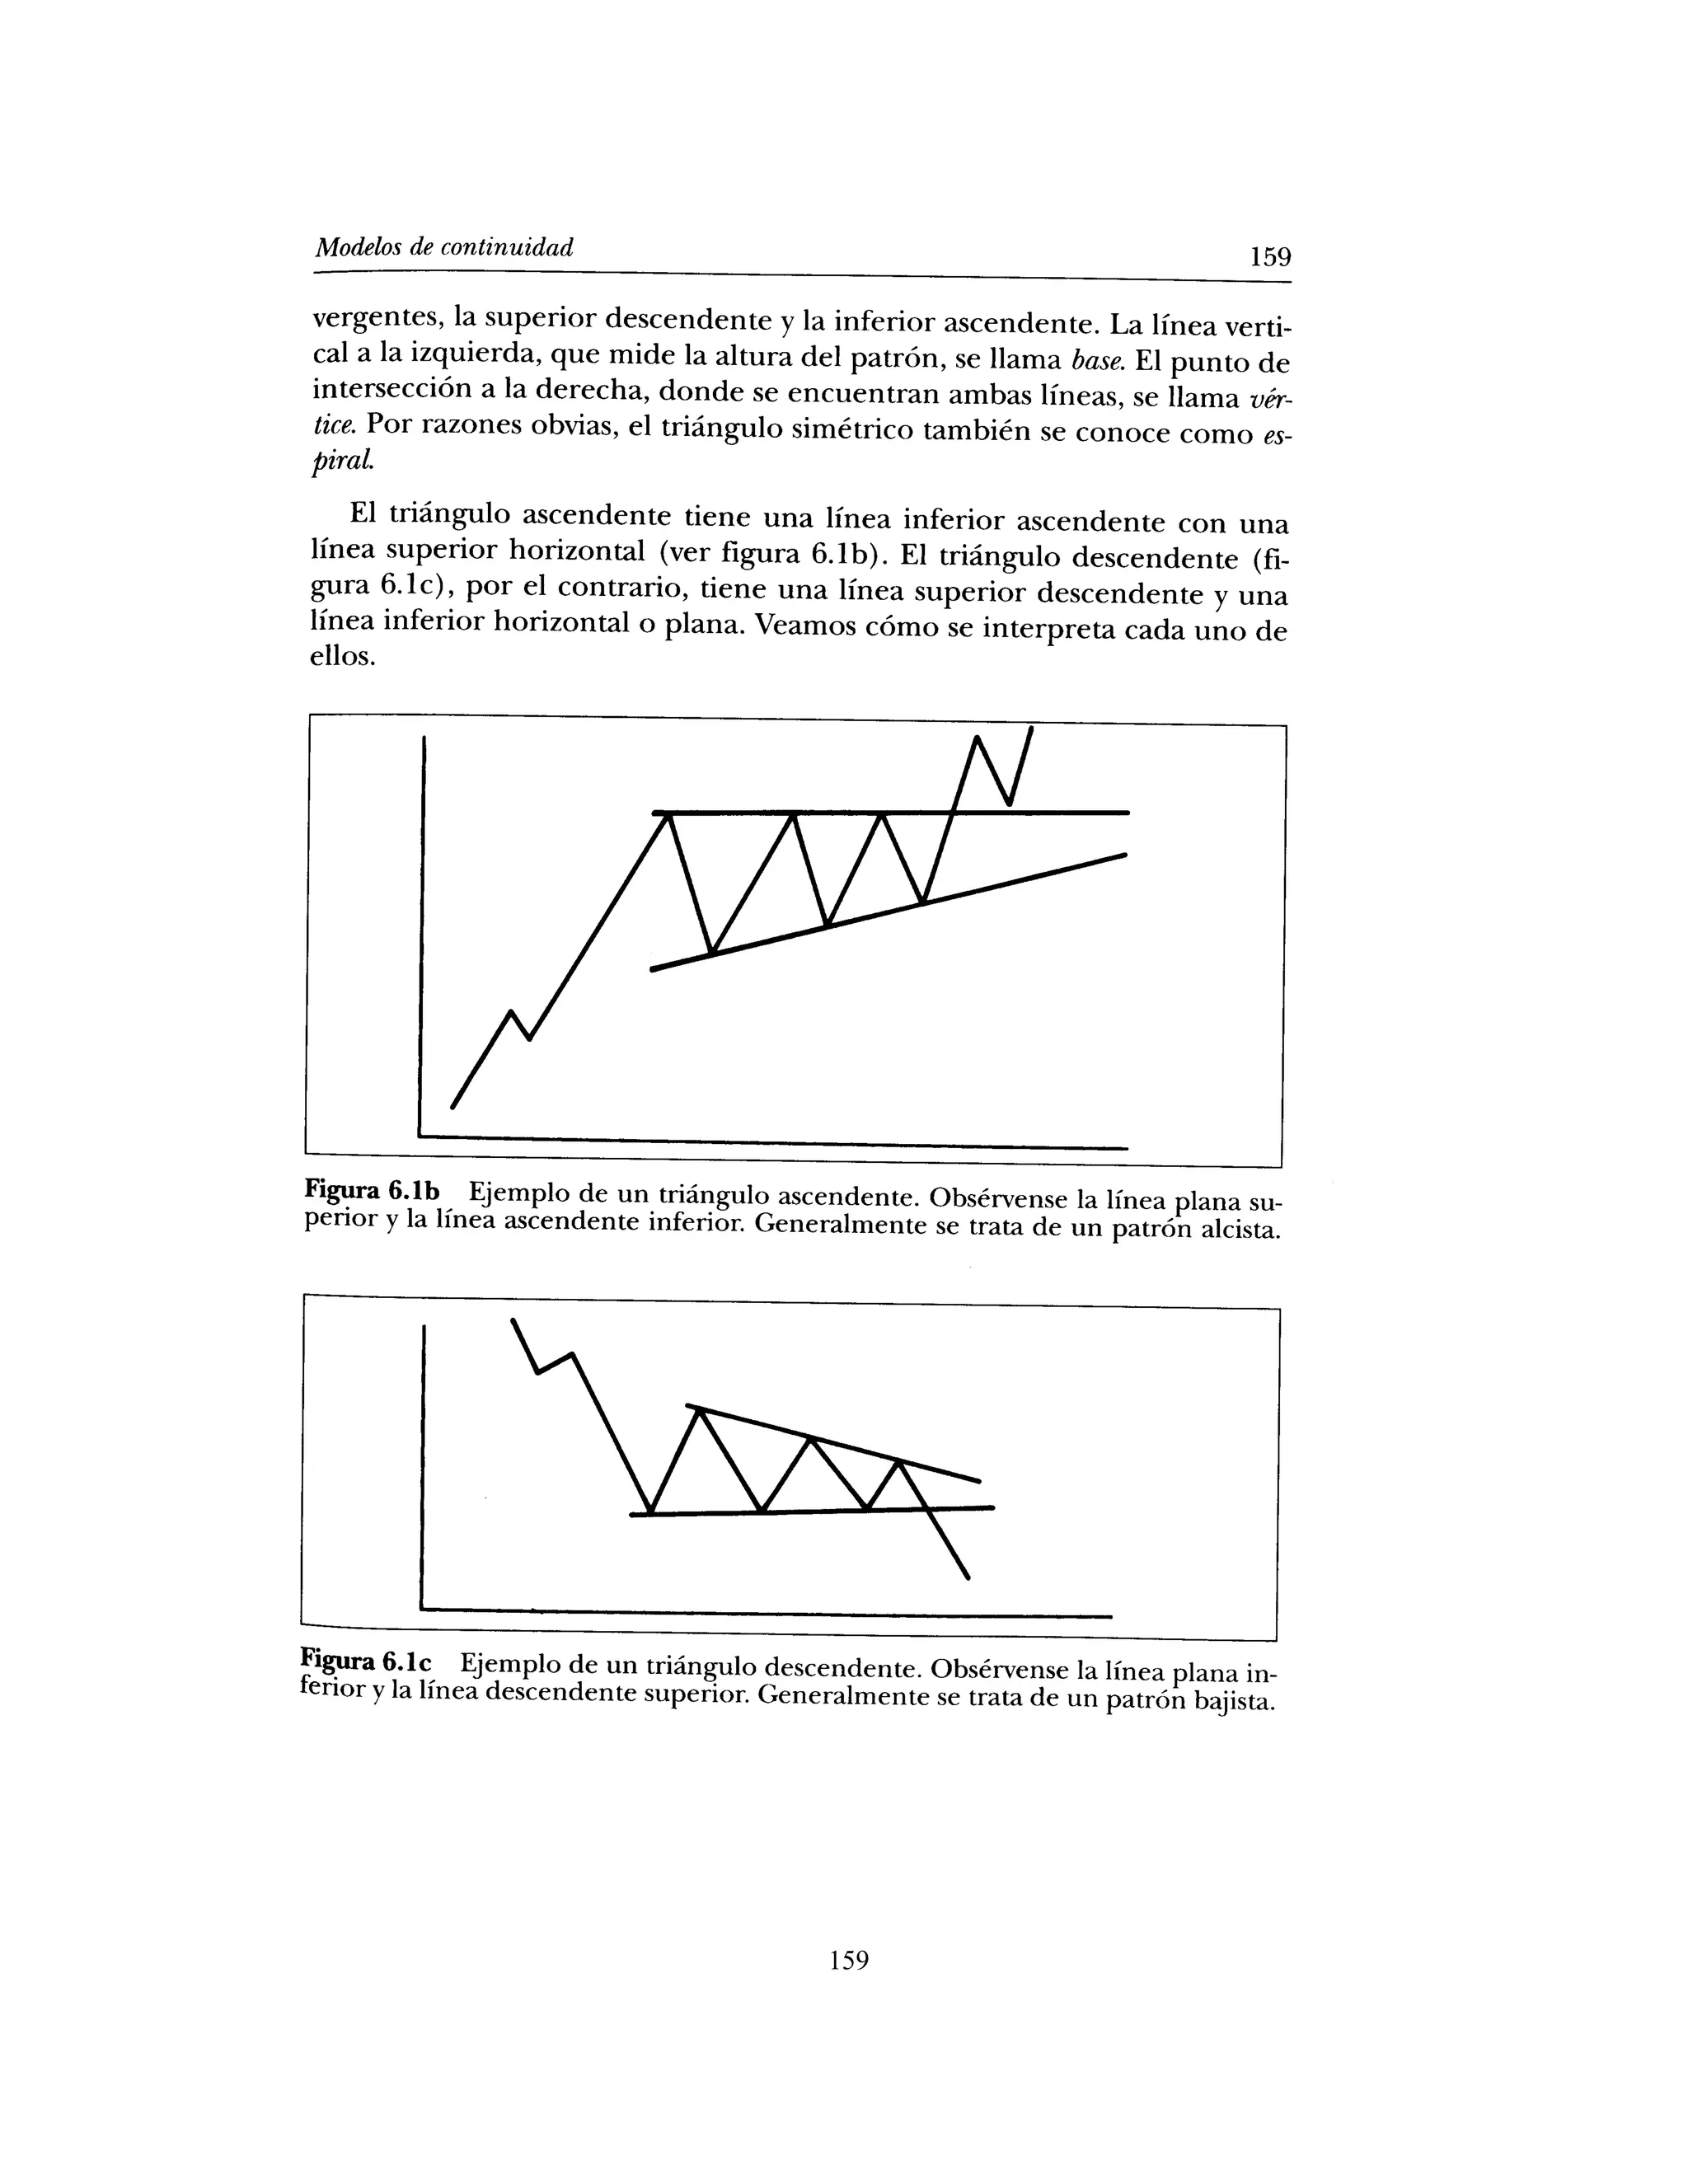 Modelos de continuidad 159
vergentes, la superior descendente y la inferior ascendente. La línea verti-
cal a la izquierda, que mide la altura del patrón, se llama base. El punto de
intersección a la derecha, donde se encuentran ambas líneas, se llama vér-
tice. Por razones obvias, el triángulo simétrico también se conoce como es-
piral.
El triángulo ascendente tiene una línea inferior ascendente con una
línea superior horizontal (ver figura 6.1b). El triángulo descendente (fi-
gura 6.1c), por el contrario, tiene una línea superior descendente y una
línea inferior horizontal o plana. Veamos cómo se interpreta cada uno de
ellos.
Figura 6.1b Ejemplo de un triángulo ascendente. Obsérvense la línea plana su-
perior y la línea ascendente inferior. Generalmente se trata de un patrón alcista.
Figura 6.1c Ejemplo de un triángulo descendente. Obsérvense la línea plana in-
ferior y la línea descendente superior. Generalmente se trata de un patrón bajista.
159